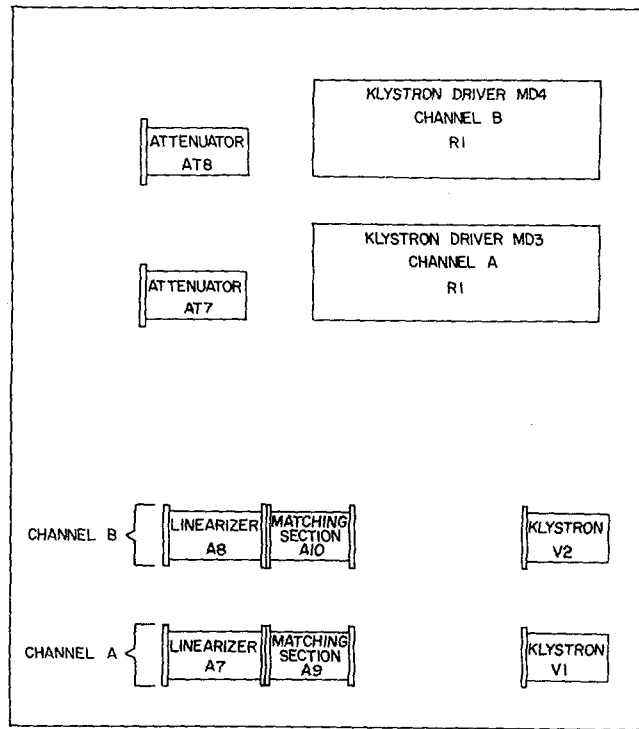 KLYSTRON DRIVER MD4
CHANNEL B
R1
ATTENUATOR
AT8
KLYSTRON DRIVER MD3
CHANNEL A
R1
ATTENUATOR
AT7
CHANNEL B
LINEARIZER
A8
MATCHING
SECTION
A10
KLYSTRON
V2
CHANNEL A
LINEARIZER
A7
MATCHING
SECTION
A9
KLYSTRON
V1